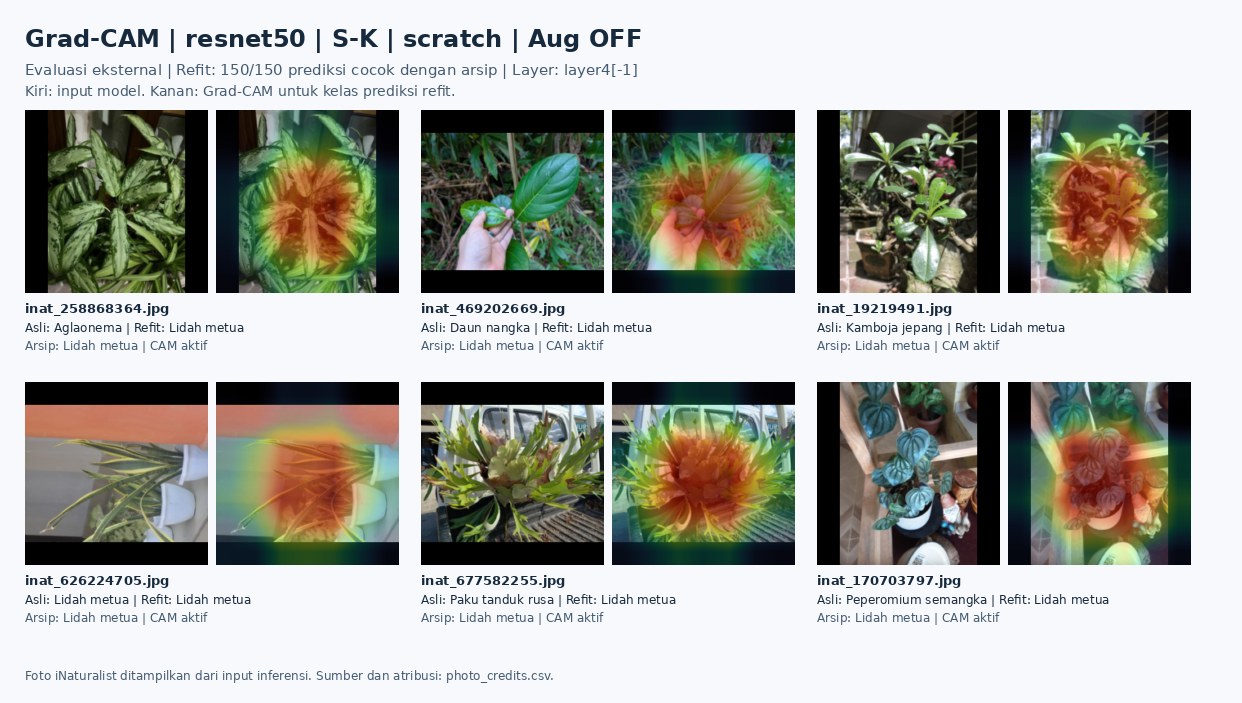 Grad-CAM | resnet50 | S-K | scratch | Aug OFF
Evaluasi eksternal | Refit: 150/150 prediksi cocok dengan arsip | Layer: layer4[-1]
Kiri: input model. Kanan: Grad-CAM untuk kelas prediksi refit.
inat_258868364.jpg
Asli: Aglaonema | Refit: Lidah metua
Arsip: Lidah metua | CAM aktif
inat_469202669.jpg
Asli: Daun nangka | Refit: Lidah metua
Arsip: Lidah metua | CAM aktif
inat_19219491.jpg
Asli: Kamboja jepang | Refit: Lidah metua
Arsip: Lidah metua | CAM aktif
inat_626224705.jpg
Asli: Lidah metua | Refit: Lidah metua
Arsip: Lidah metua | CAM aktif
inat_677582255.jpg
Asli: Paku tanduk rusa | Refit: Lidah metua
Arsip: Lidah metua | CAM aktif
inat_170703797.jpg
Asli: Peperomium semangka | Refit: Lidah metua
Arsip: Lidah metua | CAM aktif
Foto iNaturalist ditampilkan dari input inferensi. Sumber dan atribusi: photo_credits.csv.